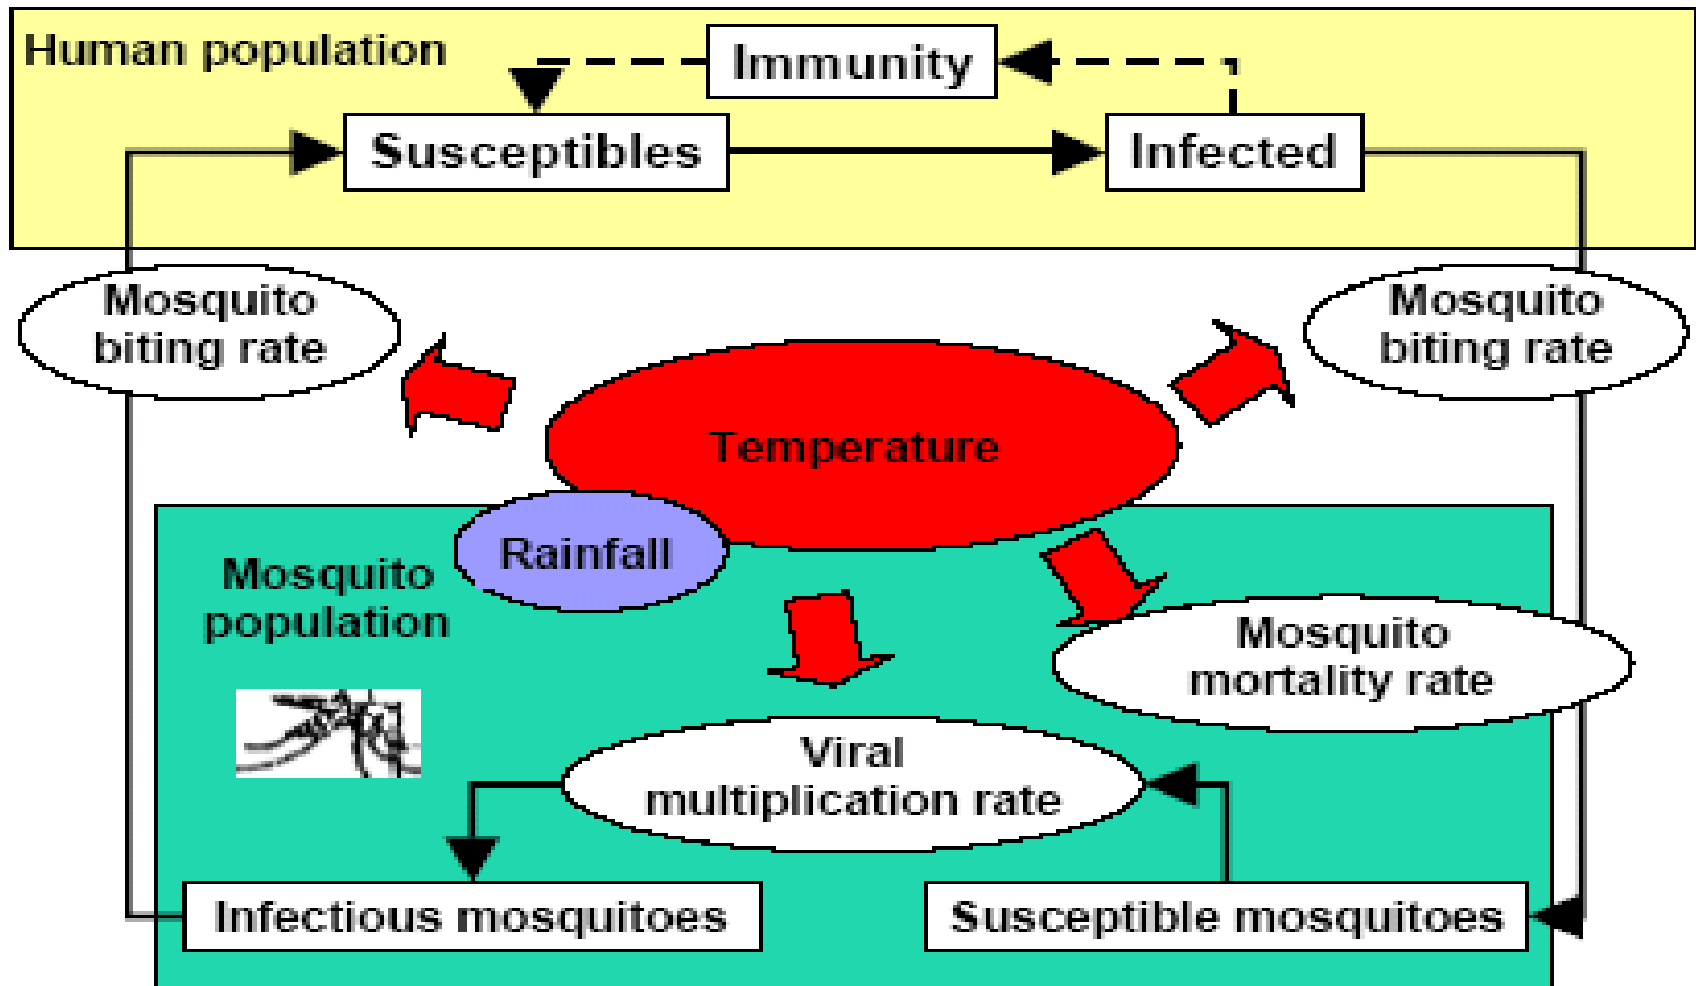 Human population
Immunity
Susceptibles
Infected
Mosquito
biting rate
Mosquito
biting rate
Temperature
Rainfall
Mosquito
population
Mosquito
mortality rate
Viral
multiplication rate
Infectious mosquitoes
Susceptible mosquitoes